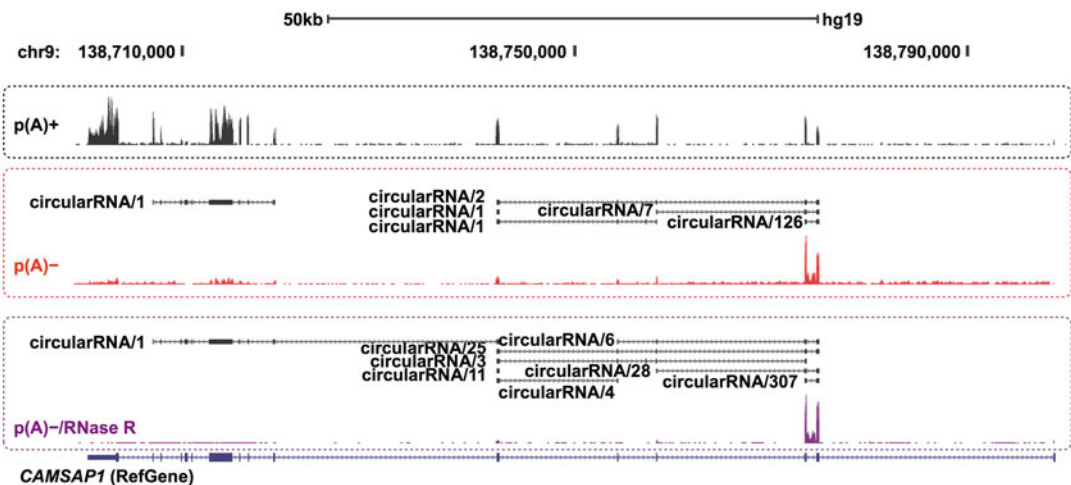 50kb hg19
chr9: 138,710,000 138,750,000 138,790,000
p(A)+
circularRNA/1 circularRNA/2
circularRNA/1 circularRNA/7
circularRNA/1 circularRNA/126
p(A)−
circularRNA/1 circularRNA/6
circularRNA/25
circularRNA/3 circularRNA/28
circularRNA/11 circularRNA/307
circularRNA/4
p(A)−/RNase R
CAMSAP1 (RefGene)